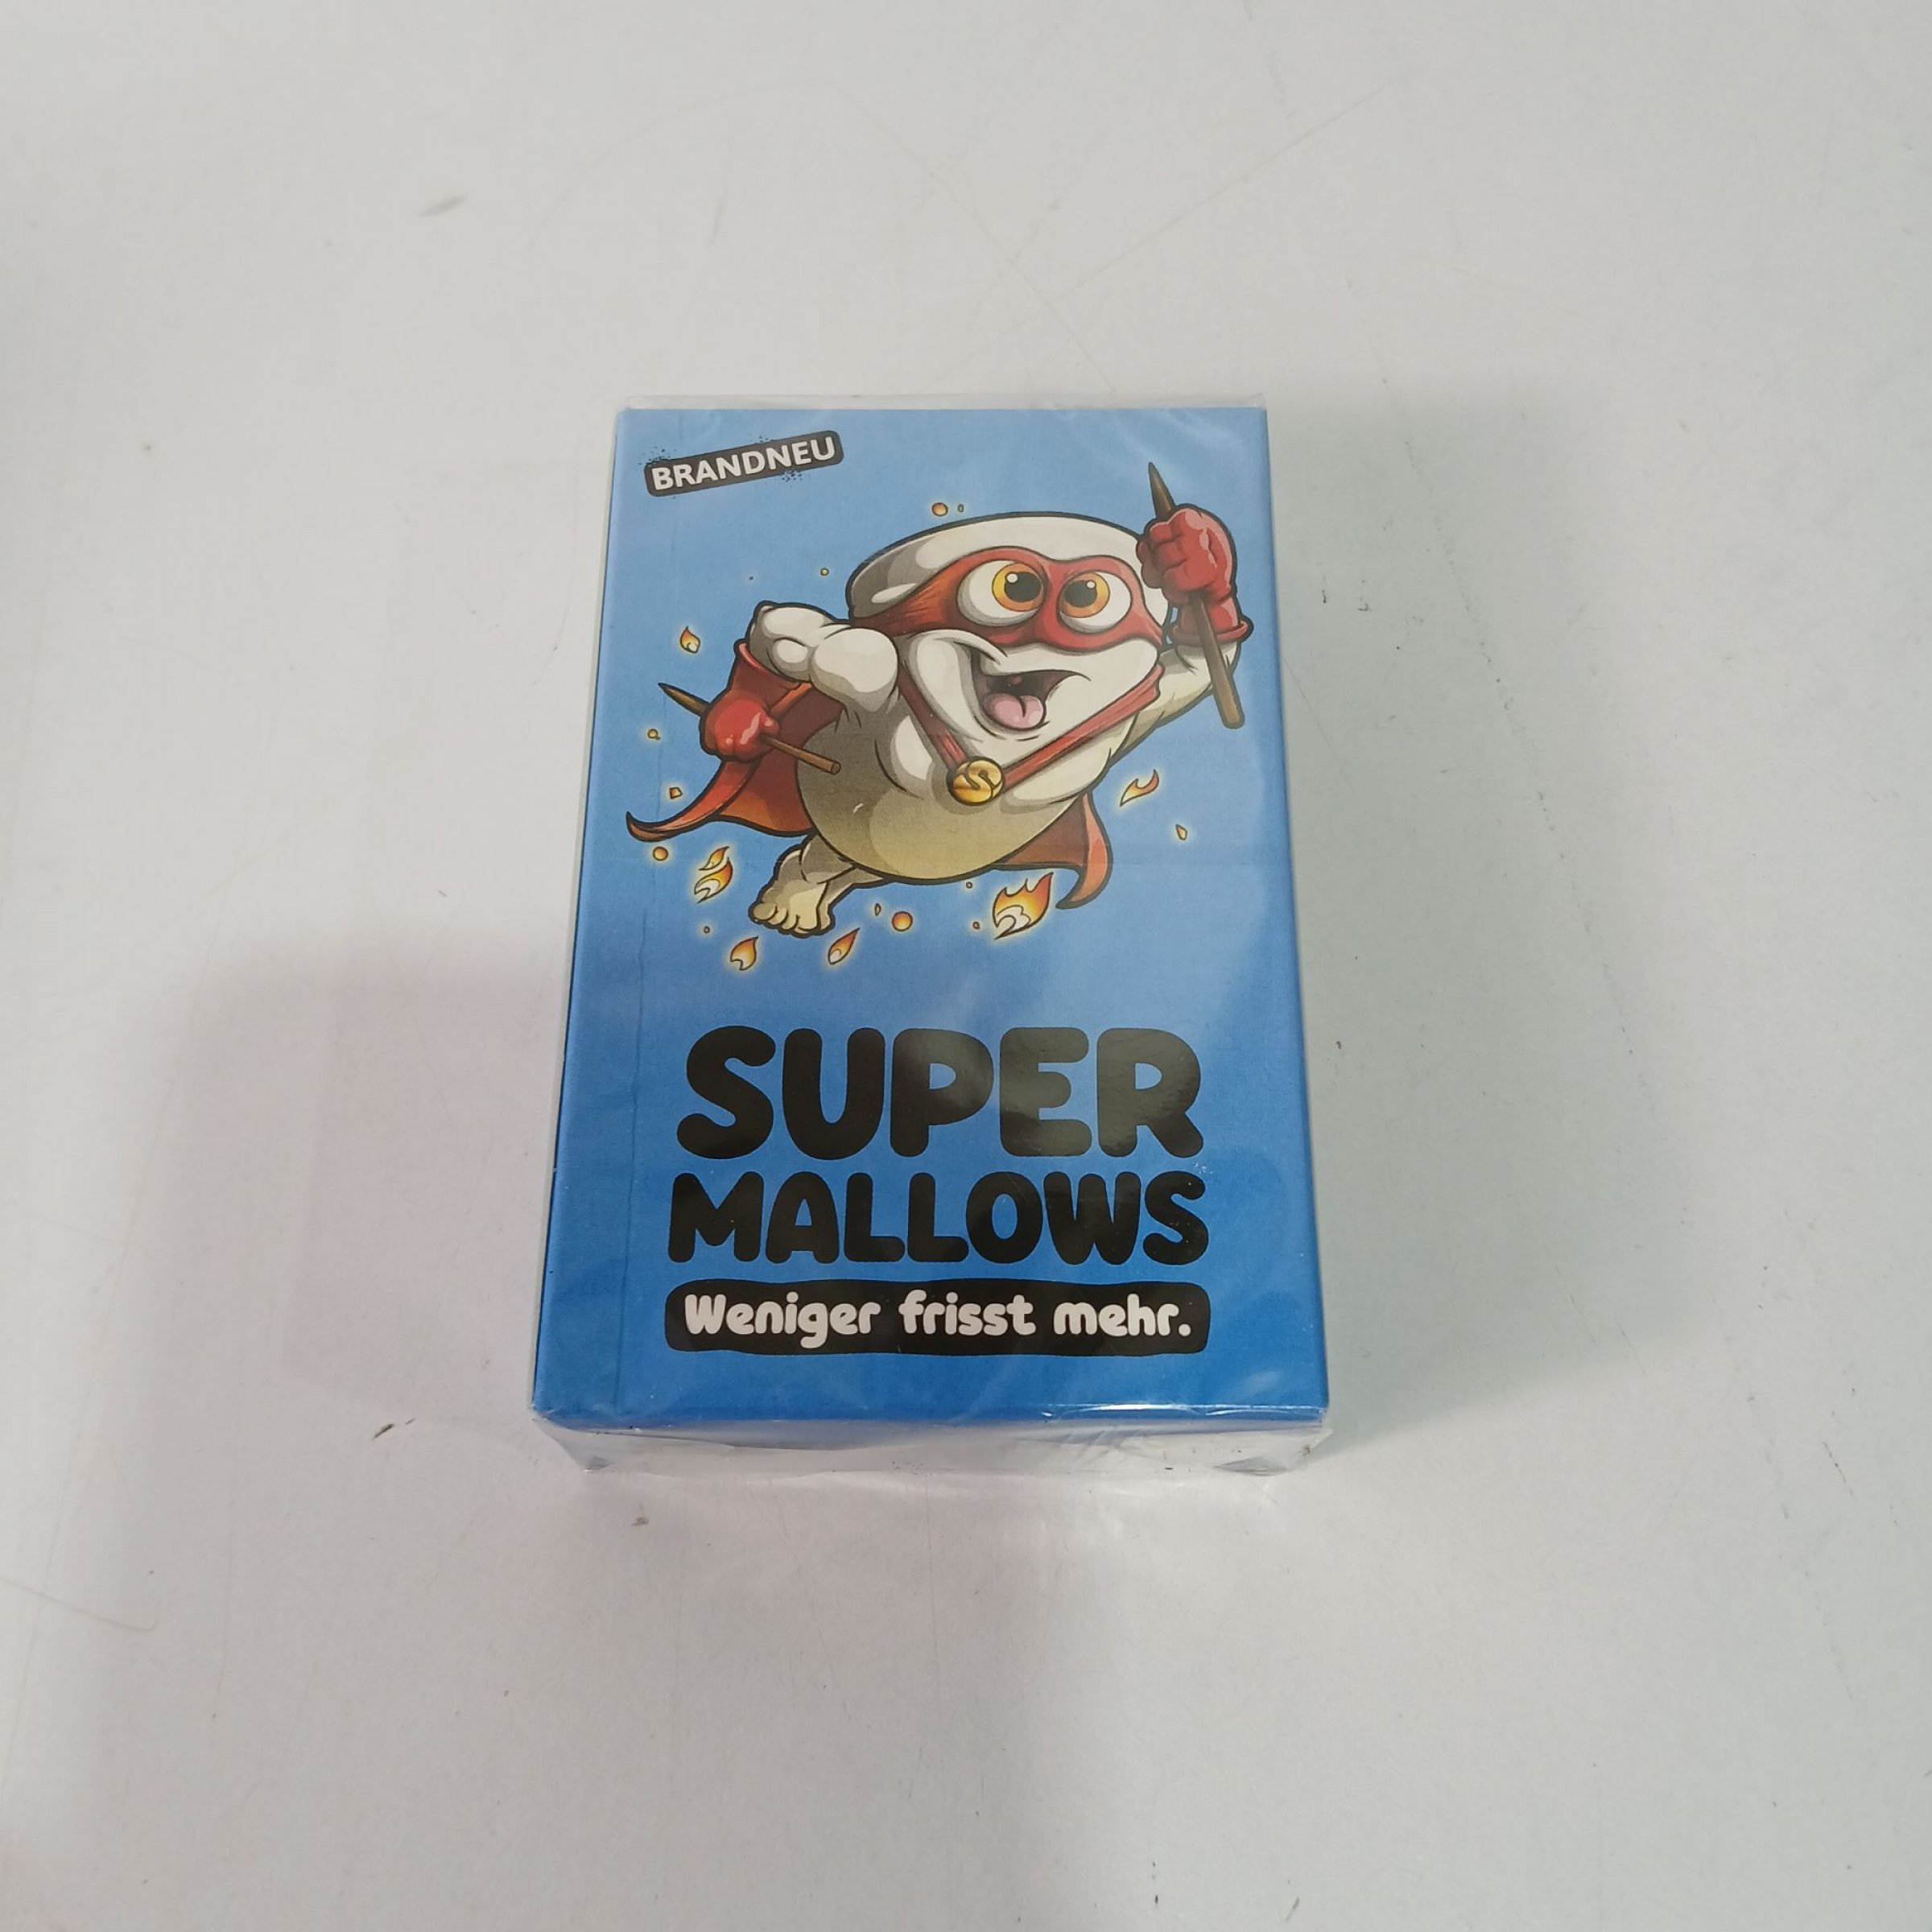 BRANDNEU
S
SUPER
MALLOWS
Weniger frisst mehr.